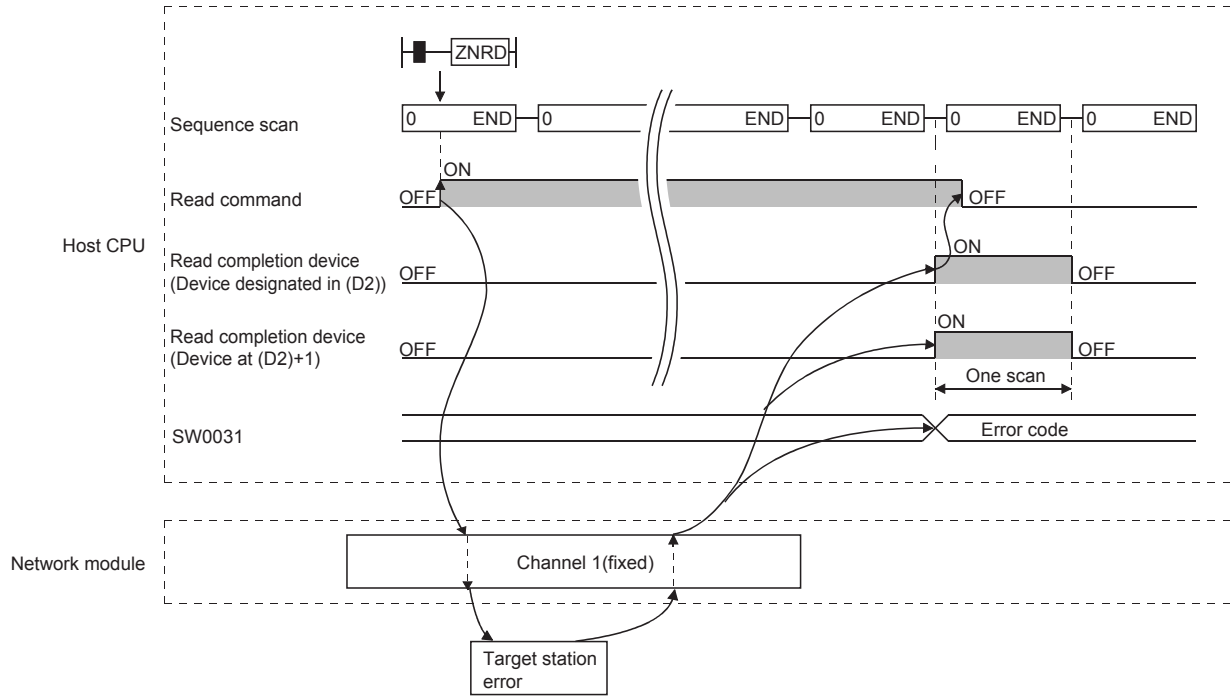 ZNRD
Sequence scan
0 END 0 END 0 END 0 END 0 END
ON
Read command
OFF
OFF
Host CPU
ON
Read completion device
(Device designated in (D2))
OFF
OFF
ON
Read completion device
(Device at (D2)+1)
OFF
OFF
One scan
SW0031
Error code
Network module
Channel 1(fixed)
Target station
error